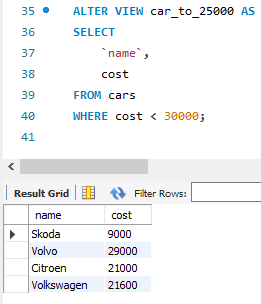 35 ALTER VIEW car_to_25000 AS
36 SELECT
37 `name`,
38 cost
39 FROM cars
40 WHERE cost < 30000;
41
Result Grid Filter Rows:
name cost
Skoda 9000
Volvo 29000
Citroen 21000
Volkswagen 21600